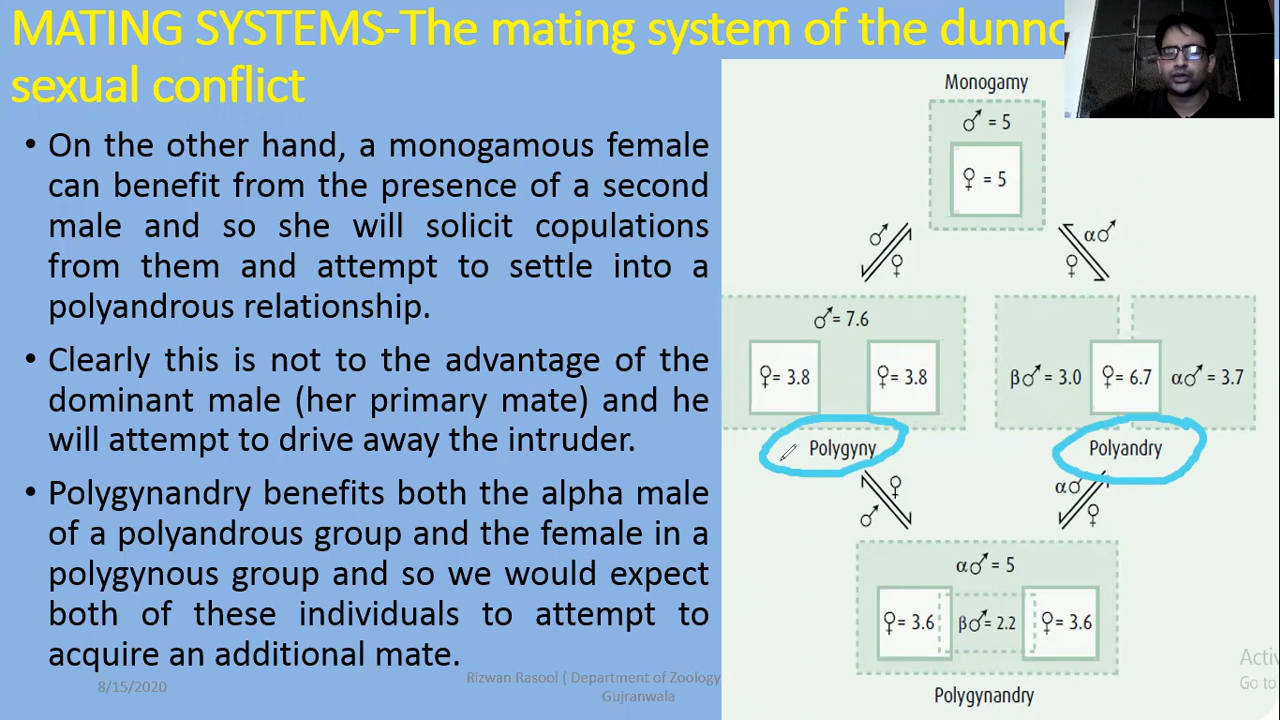 MATING SYSTEMS-The mating system of the dunno
sexual conflict
• On the other hand, a monogamous female
can benefit from the presence of a second
male and so she will solicit copulations
from them and attempt to settle into a
polyandrous relationship.
• Clearly this is not to the advantage of the
dominant male (her primary mate) and he
will attempt to drive away the intruder.
• Polygynandry benefits both the alpha male
of a polyandrous group and the female in a
polygynous group and so we would expect
both of these individuals to attempt to
acquire an additional mate.
8/15/2020
Rizwan Rasool ( Department of Zoology
Gujranwala
Monogamy
♂ = 5
♀ = 5
♂
♀
α♂
♀
♂= 7.6
♀= 3.8
♀= 3.8
β♂ = 3.0
♀= 6.7
α♂ = 3.7
Polygyny
Polyandry
♀
♂
α♂
♀
α♂ = 5
♀= 3.6
β♂= 2.2
♀= 3.6
Polygynandry
Activ
Go to